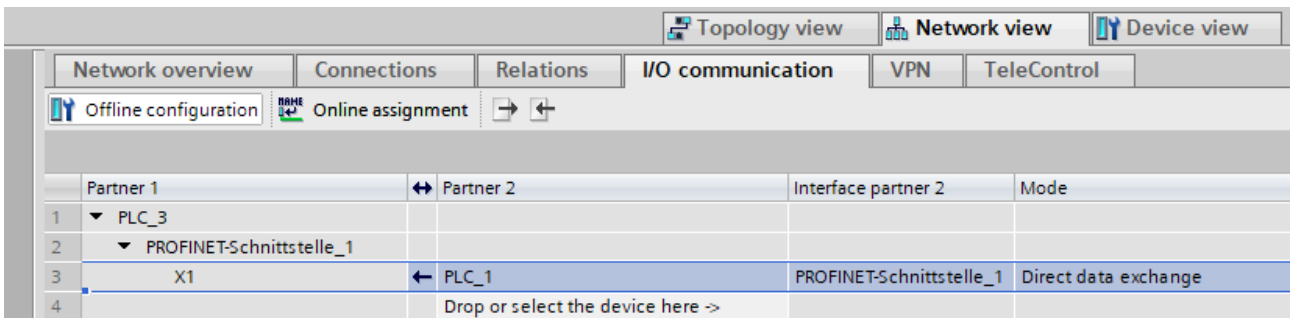 Topology view Network view Device view
Network overview Connections Relations I/O communication VPN TeleControl
Offline configuration NAME Online assignment
Partner 1 Partner 2 Interface partner 2 Mode
1 PLC_3
2 PROFINET-Schnittstelle_1
3 X1 PLC_1 PROFINET-Schnittstelle_1 Direct data exchange
4 Drop or select the device here ->